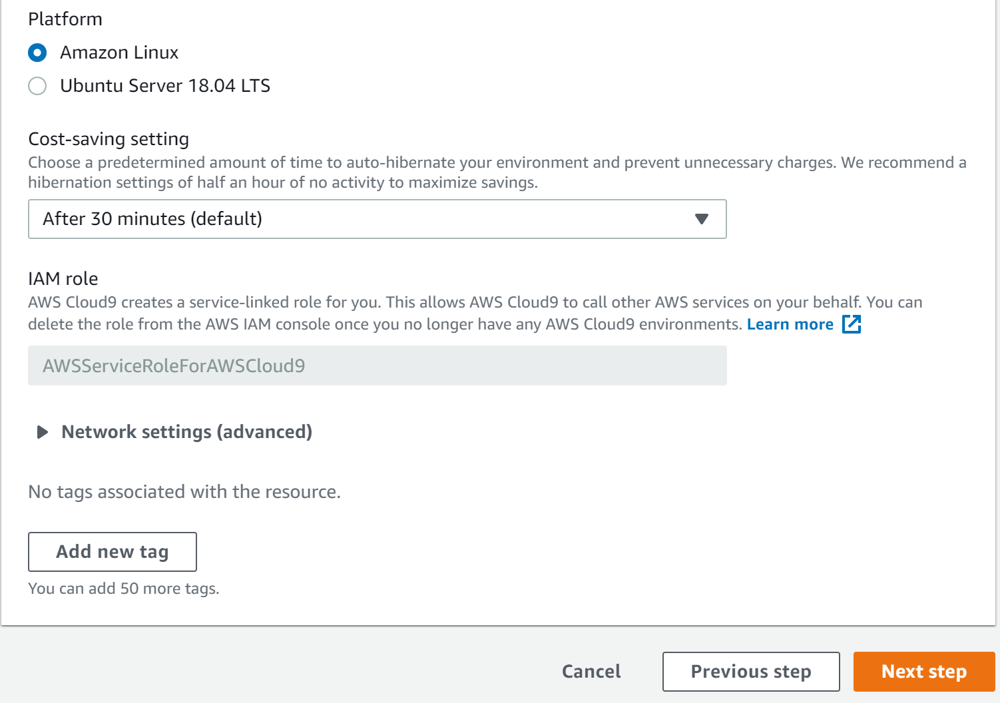 Platform
Amazon Linux
Ubuntu Server 18.04 LTS
Cost-saving setting
Choose a predetermined amount of time to auto-hibernate your environment and prevent unnecessary charges. We recommend a
hibernation settings of half an hour of no activity to maximize savings.
After 30 minutes (default)
IAM role
AWS Cloud9 creates a service-linked role for you. This allows AWS Cloud9 to call other AWS services on your behalf. You can
delete the role from the AWS IAM console once you no longer have any AWS Cloud9 environments. Learn more
AWSServiceRoleForAWSCloud9
Network settings (advanced)
No tags associated with the resource.
Add new tag
You can add 50 more tags.
Cancel Previous step Next step